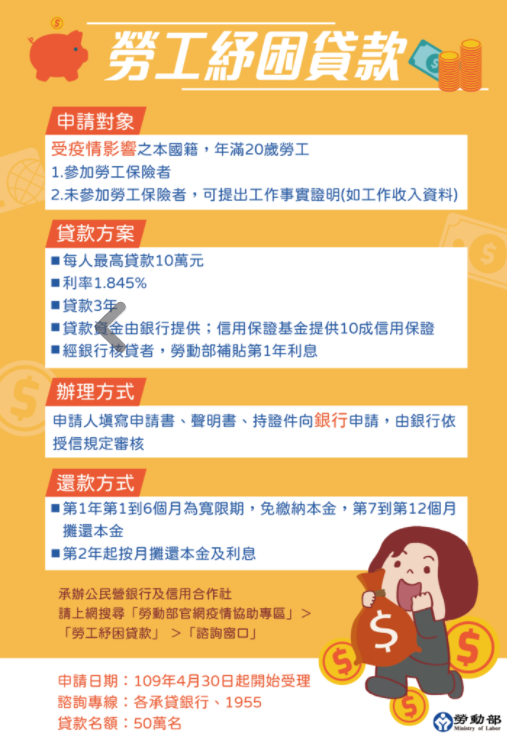 勞工紓困貸款
申請對象
受疫情影響之本國籍,年滿20歲勞工
1.參加勞工保險者
2.未參加勞工保險者,可提出工作事實證明(如工作收入資料)
貸款方案
■每人最高貸款10萬元
■利率1.845%
■貸款3年
■貸款資金由銀行提供;信用保證基金提供10成信用保證
■經銀行核貸者,勞動部補貼第1年利息
辦理方式
申請人填寫申請書、聲明書、持證件向銀行申請,由銀行依
授信規定審核
還款方式
■第1年第1到6個月為寬限期,免繳納本金,第7到第12個月
攤還本金
■第2年起按月攤還本金及利息
承辦公民營銀行及信用合作社
請上網搜尋「勞動部官網疫情協助專區」>
「勞工紓困貸款」 >「諮詢窗口」
申請日期:109年4月30日起開始受理
諮詢專線:各承貸銀行、1955
貸款名額:50萬名
勞動部
Ministry of Labor